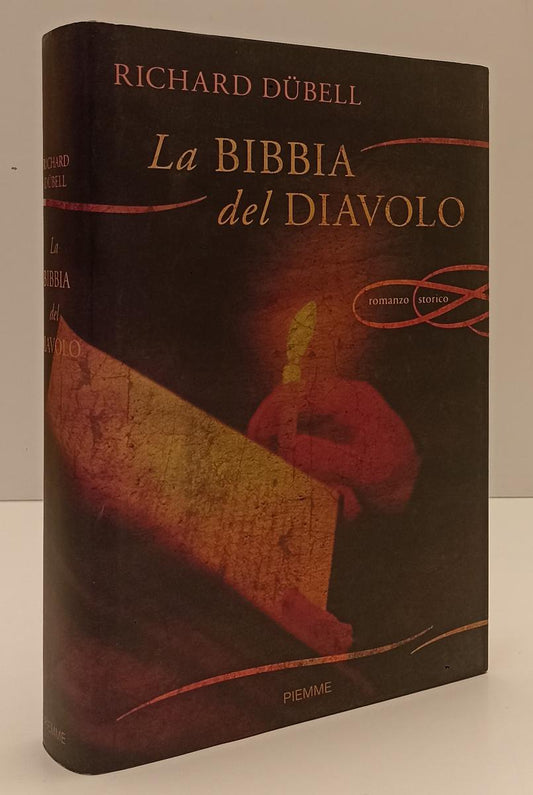 RICHARD DÜBELL
La BIBBIA
del DIAVOLO
romanzo storico
PIEMME
RICHARD
DÜBELL
La
BIBBIA
del
DIAVOLO
PIEMME